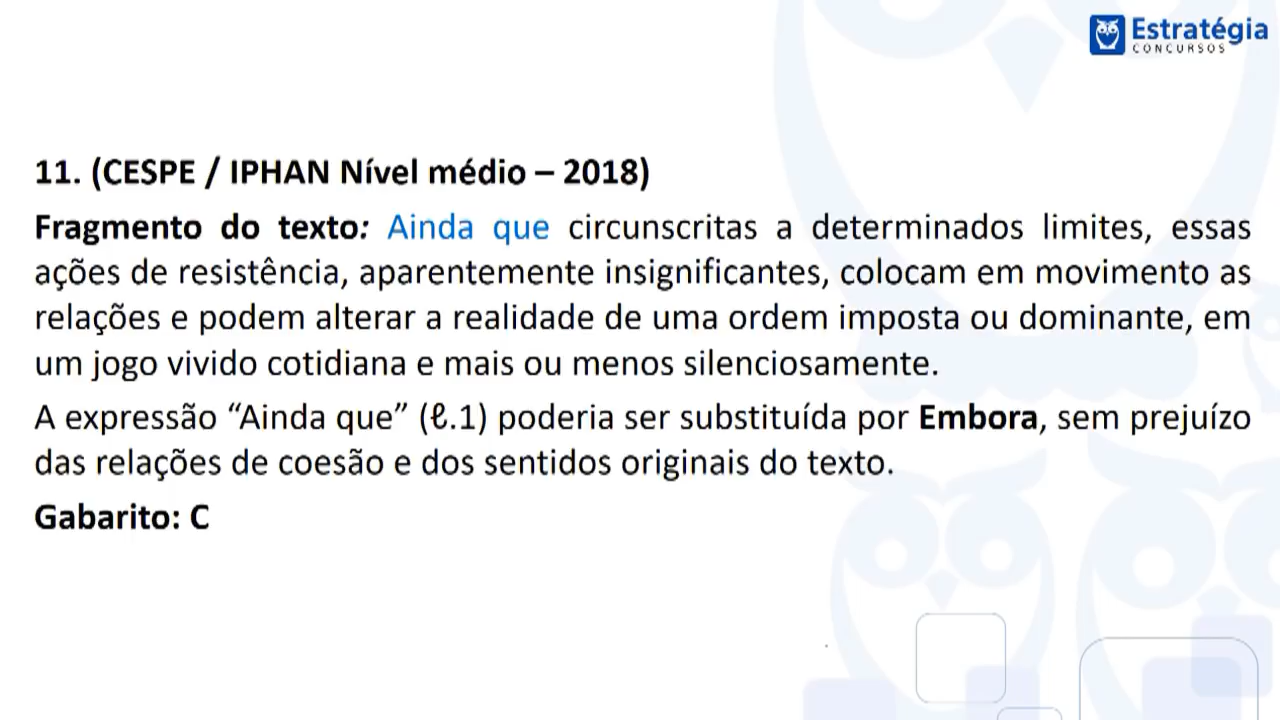 Estratégia
CONCURSOS
11. (CESPE / IPHAN Nível médio – 2018)
Fragmento do texto: Ainda que circunscritas a determinados limites, essas
ações de resistência, aparentemente insignificantes, colocam em movimento as
relações e podem alterar a realidade de uma ordem imposta ou dominante, em
um jogo vivido cotidiana e mais ou menos silenciosamente.
A expressão “Ainda que” (ℓ.1) poderia ser substituída por Embora, sem prejuízo
das relações de coesão e dos sentidos originais do texto.
Gabarito: C